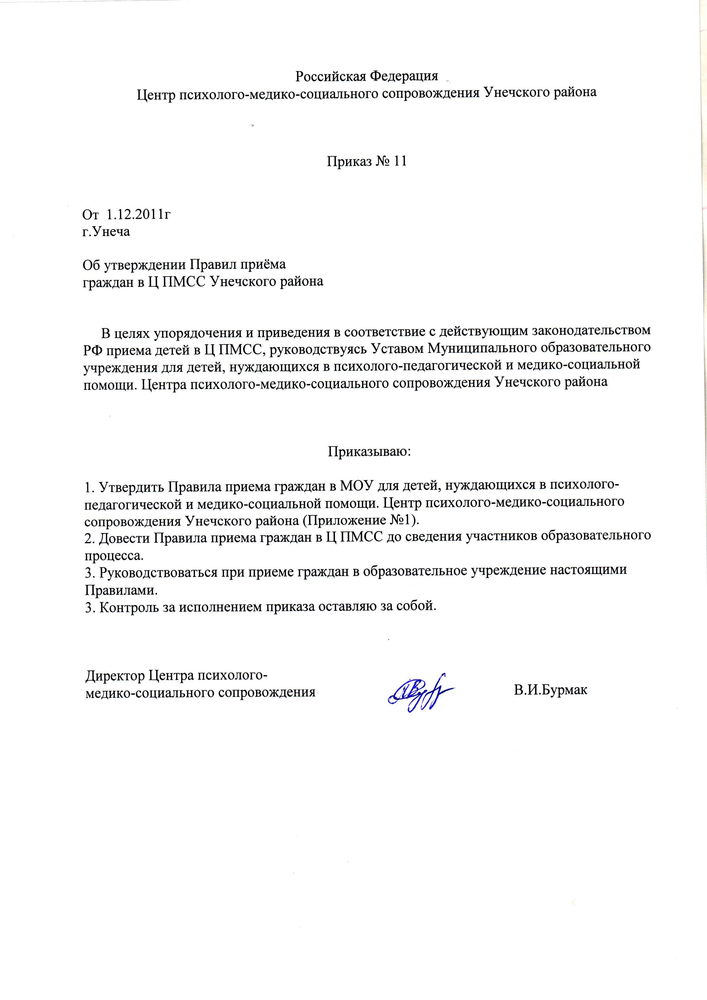 Российская Федерация
Центр психолого-медико-социального сопровождения Унечского района
Приказ № 11
От 1.12.2011г
г.Унеча
Об утверждении Правил приёма
граждан в Ц ПМСС Унечского района
В целях упорядочения и приведения в соответствие с действующим законодательством
РФ приема детей в Ц ПМСС, руководствуясь Уставом Муниципального образовательного
учреждения для детей, нуждающихся в психолого-педагогической и медико-социальной
помощи. Центра психолого-медико-социального сопровождения Унечского района
Приказываю:
1. Утвердить Правила приема граждан в МОУ для детей, нуждающихся в психолого-
педагогической и медико-социальной помощи. Центр психолого-медико-социального
сопровождения Унечского района (Приложение №1).
2. Довести Правила приема граждан в Ц ПМСС до сведения участников образовательного
процесса.
3. Руководствоваться при приеме граждан в образовательное учреждение настоящими
Правилами.
3. Контроль за исполнением приказа оставляю за собой.
Директор Центра психолого-
медико-социального сопровождения В.И.Бурмак